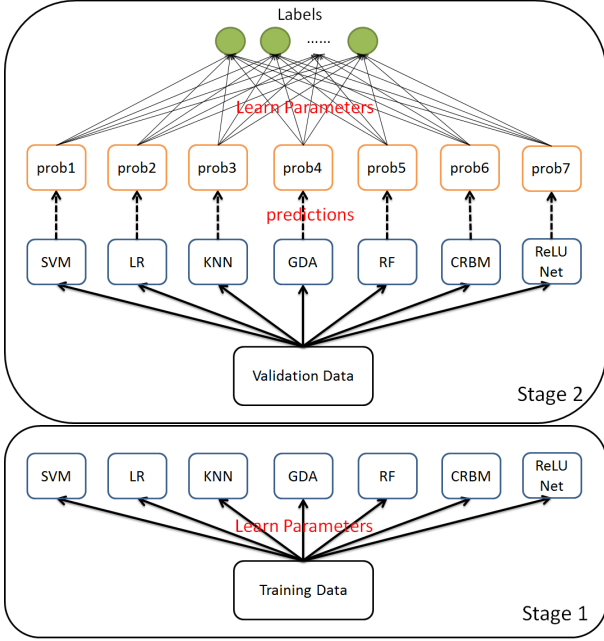 Labels
......
Learn Parameters
prob1 prob2 prob3 prob4 prob5 prob6 prob7
predictions
SVM LR KNN GDA RF CRBM ReLU
Net
Validation Data
Stage 2
SVM LR KNN GDA RF CRBM ReLU
Net
Learn Parameters
Training Data
Stage 1